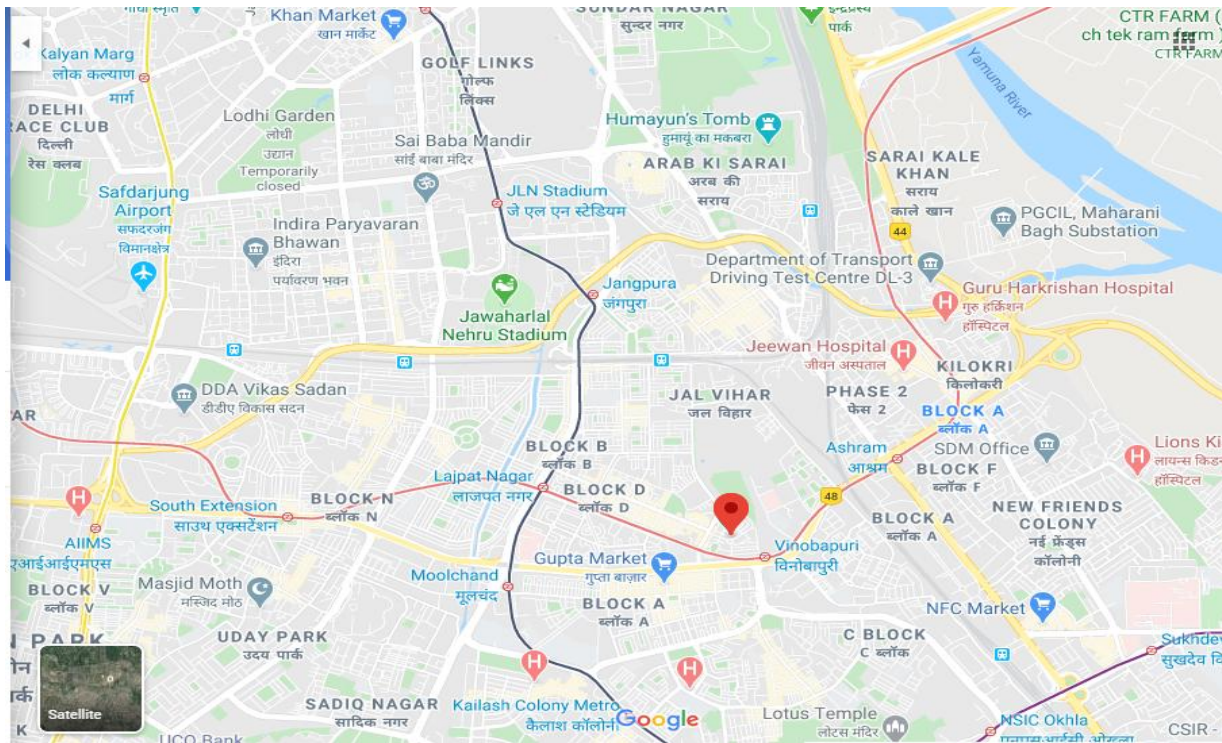 Khan Market
खान मार्केट
SUNDAR NAGAR
सुन्दर नगर
पार्क
CTR FARM (
ch tek ram farm )
CTR FARM
Kalyan Marg
लोक कल्याण
मार्ग
GOLF LINKS
गोल्फ
लिंक्स
Yamuna River
DELHI
RACE CLUB
दिल्ली
रेस क्लब
Lodhi Garden
लोधी
उद्यान
Temporarily
closed
Sai Baba Mandir
साईं बाबा मंदिर
Humayun's Tomb
हुमायूं का मकबरा
ARAB KI SARAI
अरब की
सराय
SARAI KALE
KHAN
सराय
काले खान
Safdarjung
Airport
सफदरजंग
विमानक्षेत्र
JLN Stadium
जे एल एन स्टेडियम
Indira Paryavaran
Bhawan
इंदिरा
पर्यावरण भवन
PGCIL, Maharani
Bagh Substation
44
Department of Transport
Driving Test Centre DL-3
Jangpura
जंगपुरा
Guru Harkrishan Hospital
गुरु हर्क्रिशन
हॉस्पिटल
Jawaharlal
Nehru Stadium
Jeewan Hospital
जीवन अस्पताल
KILOKRI
किलोकरी
DDA Vikas Sadan
डीडीए विकास सदन
JAL VIHAR
जल विहार
PHASE 2
फेस 2
BLOCK A
ब्लॉक A
BLOCK B
ब्लॉक B
Ashram
आश्रम
SDM Office
Lions Ki
लायन्स किडन
हॉस्पिटल
BLOCK F
ब्लॉक F
Lajpat Nagar
लाजपत नगर
BLOCK D
ब्लॉक D
BLOCK N
ब्लॉक N
South Extension
साउथ एक्सटेंशन
48
BLOCK A
ब्लॉक A
NEW FRIENDS
COLONY
नई फ्रेंड्स
कॉलोनी
AIIMS
एआईआईएमएस
Vinobapuri
विनोबापुरी
Gupta Market
गुप्ता बाज़ार
Moolchand
मूलचंद
Masjid Moth
मस्जिद मोठ
BLOCK V
ब्लॉक V
BLOCK A
ब्लॉक A
NFC Market
UDAY PARK
उदय पार्क
C BLOCK
C ब्लॉक
N PARK
Sukhdev
सुखदेव वि
Satellite
SADIQ NAGAR
सादिक नगर
Kailash Colony Metro
कैलाश कॉलोनी
Google
Lotus Temple
लोटस मंदिर
NSIC Okhla
CSIR -
UCO Bank